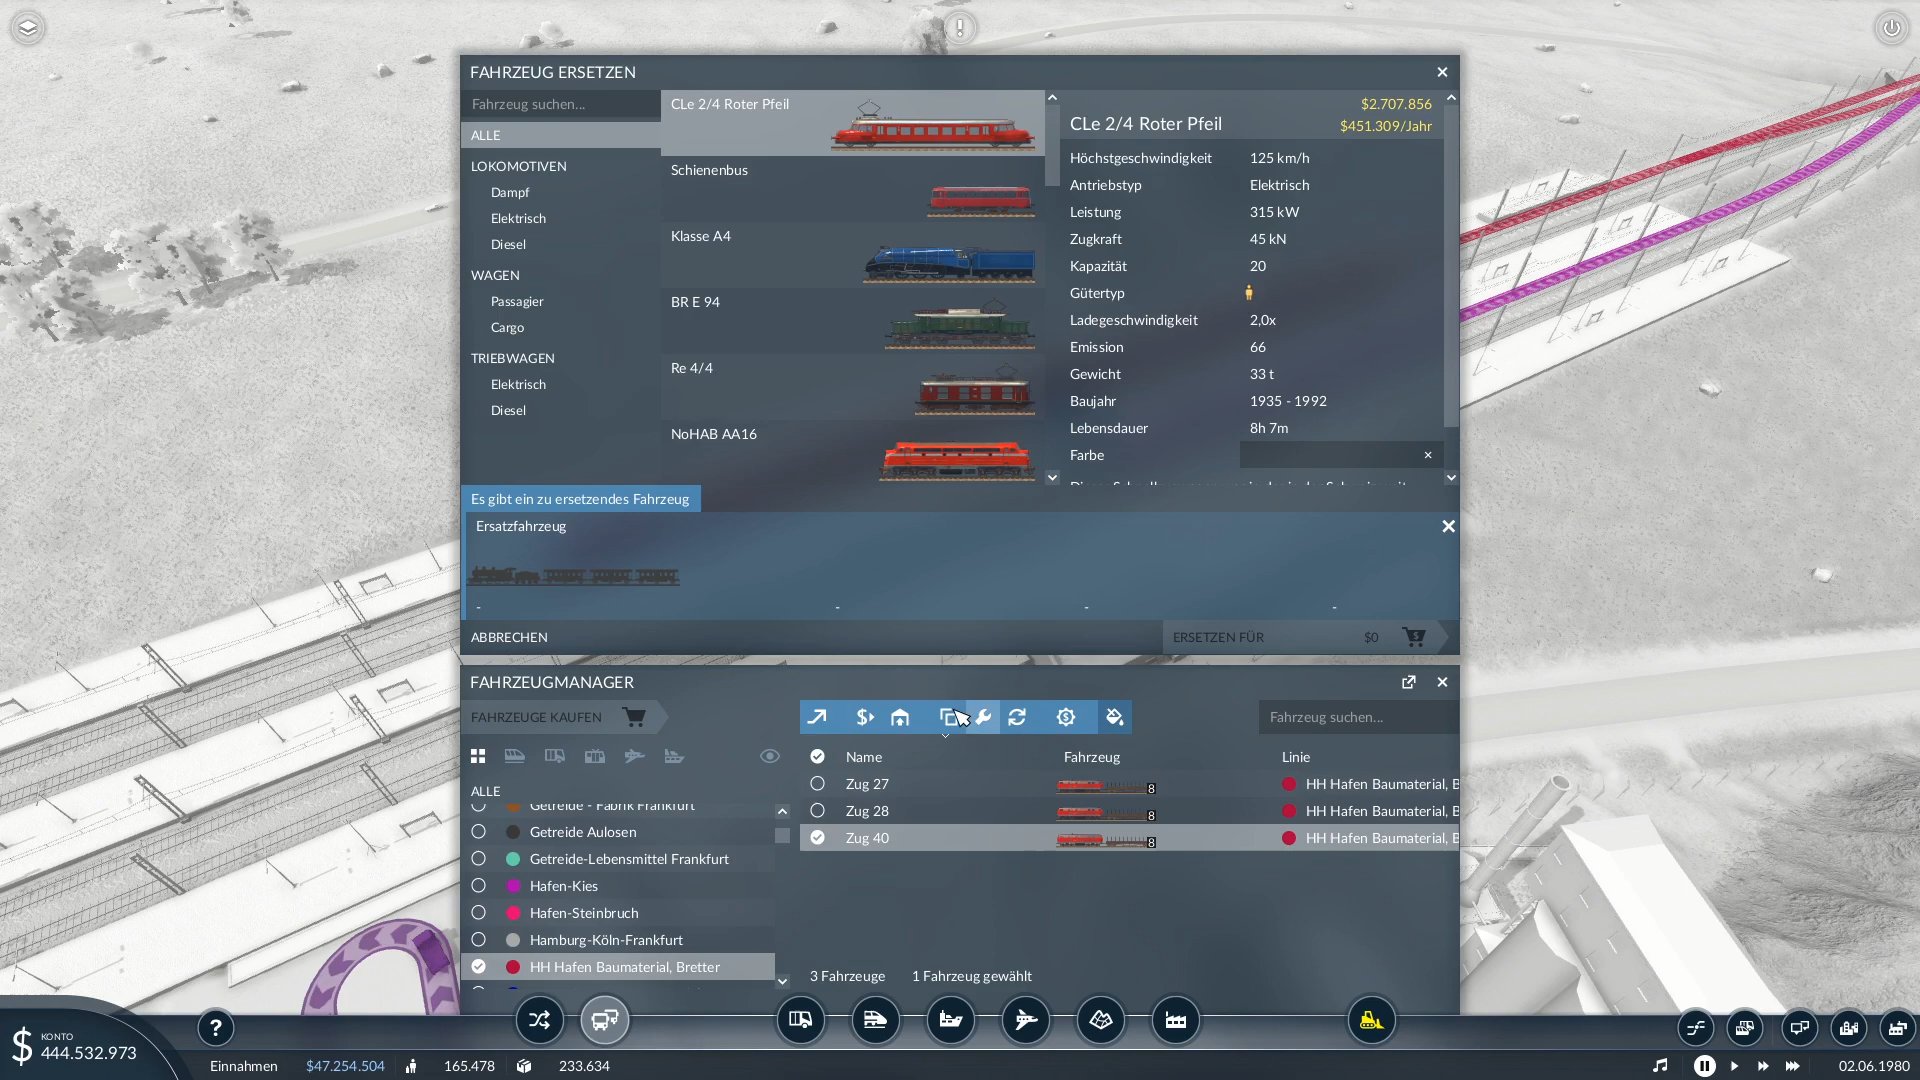 FAHRZEUG ERSETZEN
Fahrzeug suchen...
ALLE
LOKOMOTIVEN
Dampf
Elektrisch
Diesel
WAGEN
Passagier
Cargo
TRIEBWAGEN
Elektrisch
Diesel
CLe 2/4 Roter Pfeil
Schienenbus
Klasse A4
BR E 94
Re 4/4
NoHAB AA16
$2.707.856
CLe 2/4 Roter Pfeil
$451.309/Jahr
Höchstgeschwindigkeit 125 km/h
Antriebstyp Elektrisch
Leistung 315 kW
Zugkraft 45 kN
Kapazität 20
Gütertyp
Ladegeschwindigkeit 2,0x
Emission 66
Gewicht 33 t
Baujahr 1935 - 1992
Lebensdauer 8h 7m
Farbe
Es gibt ein zu ersetzendes Fahrzeug
Ersatzfahrzeug
- - - -
ABBRECHEN
ERSETZEN FÜR $0
FAHRZEUGMANAGER
FAHRZEUGE KAUFEN
Fahrzeug suchen...
ALLE
Getreide - Fabrik Frankfurt
Getreide Aulosen
Getreide-Lebensmittel Frankfurt
Hafen-Kies
Hafen-Steinbruch
Hamburg-Köln-Frankfurt
HH Hafen Baumaterial, Bretter
Name Fahrzeug Linie
Zug 27 8 HH Hafen Baumaterial, B
Zug 28 8 HH Hafen Baumaterial, B
Zug 40 8 HH Hafen Baumaterial, B
3 Fahrzeuge 1 Fahrzeug gewählt
KONTO
$ 444.532.973
?
Einnahmen $47.254.504 165.478 233.634
02.06.1980